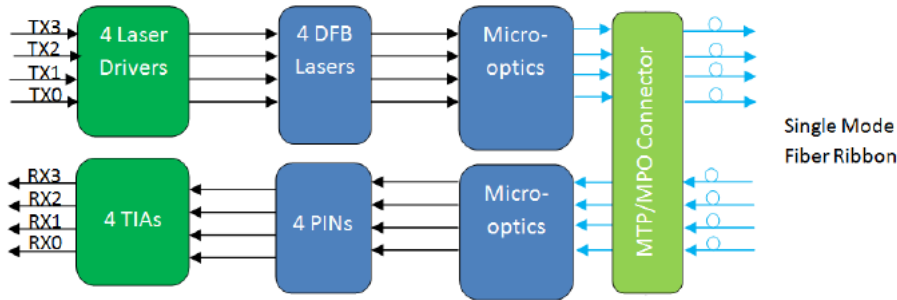 TX3
TX2
TX1
TX0
4 Laser
Drivers
4 DFB
Lasers
Micro-
optics
MTP/MPO Connector
Single Mode
Fiber Ribbon
RX3
RX2
RX1
RX0
4 TIAs
4 PINs
Micro-
optics